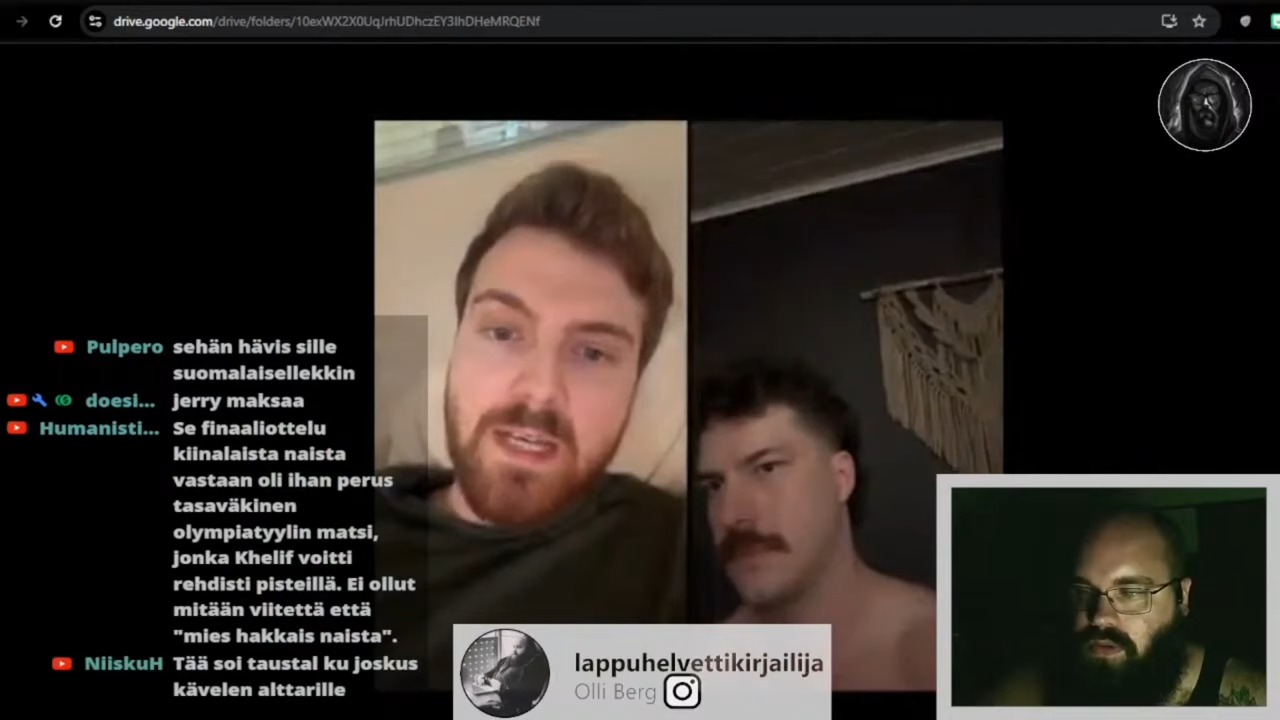 drive.google.com/drive/folders/10exWX2X0UqJrhUDhczEY3IhDHeMRQENf
Pulpero sehän hävis sille
suomalaisellekkin
doesi... jerry maksaa
Humanisti... Se finaaliottelu
kiinalaista naista
vastaan oli ihan perus
tasaväkinen
olympiatyylin matsi,
jonka Khelif voitti
rehdisti pisteillä. Ei ollut
mitään viitettä että
"mies hakkais naista".
NiiskuH Tää soi taustal ku joskus
kävelen alttarille
lappuhelvettikirjailija
Olli Berg